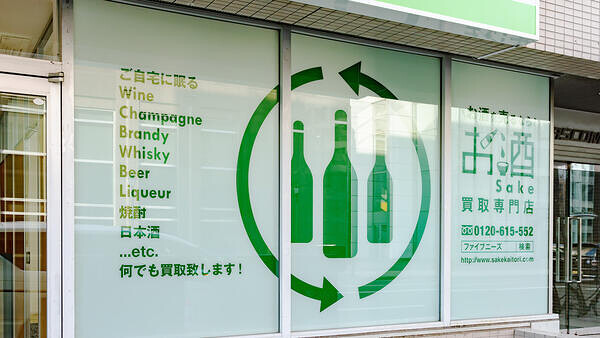 ご自宅に眠る
Wine
Champagne
Brandy
Whisky
Beer
Liqueur
焼酎
日本酒
...etc.
何でも買取致します!
お酒
Sake
買取専門店
0120-615-552
ファイブニーズ 検索
http://www.sakekaitori.com